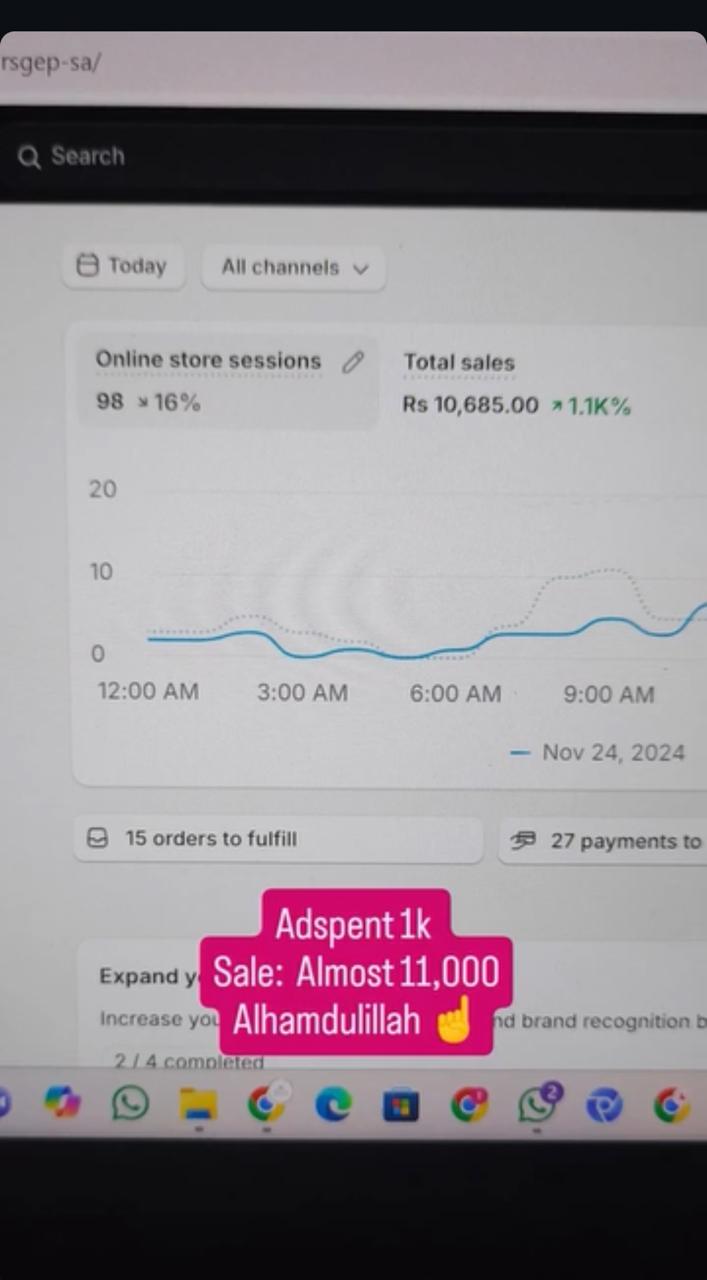 rsgep-sa/
Search
Today
All channels
Online store sessions
98 ↘ 16%
Total sales
Rs 10,685.00 ↗ 1.1K%
20
10
0
12:00 AM 3:00 AM 6:00 AM 9:00 AM
Nov 24, 2024
15 orders to fulfill
27 payments to
Adspent 1k
Sale: Almost 11,000
Alhamdulillah ☝️
Expand y
Increase you
nd brand recognition b
2 / 4 completed
2